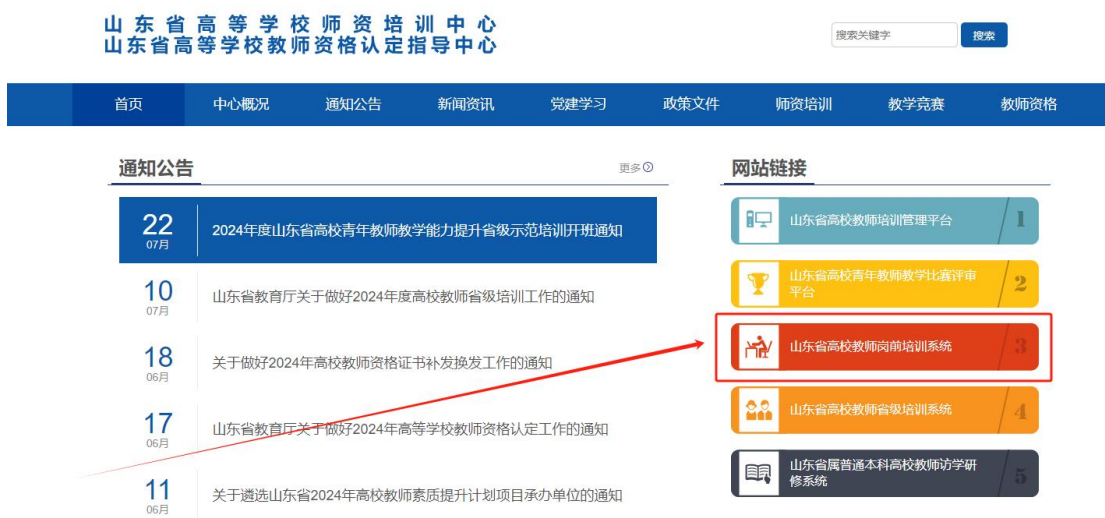 山东省高等学校师资培训中心
山东省高等学校教师资格认定指导中心
搜索关键字
搜索
首页 中心概况 通知公告 新闻资讯 党建学习 政策文件 师资培训 教学竞赛 教师资格
通知公告
更多
22
07月
2024年度山东省高校青年教师教学能力提升省级示范培训开班通知
10
07月
山东省教育厅关于做好2024年度高校教师省级培训工作的通知
18
06月
关于做好2024年高校教师资格证书补发换发工作的通知
17
06月
山东省教育厅关于做好2024年高等学校教师资格认定工作的通知
11
06月
关于遴选山东省2024年高校教师素质提升计划项目承办单位的通知
网站链接
山东省高校教师培训管理平台
1
山东省高校青年教师教学比赛评审
平台
2
山东省高校教师岗前培训系统
3
山东省高校教师省级培训系统
4
山东省属普通本科高校教师访学研
修系统
5